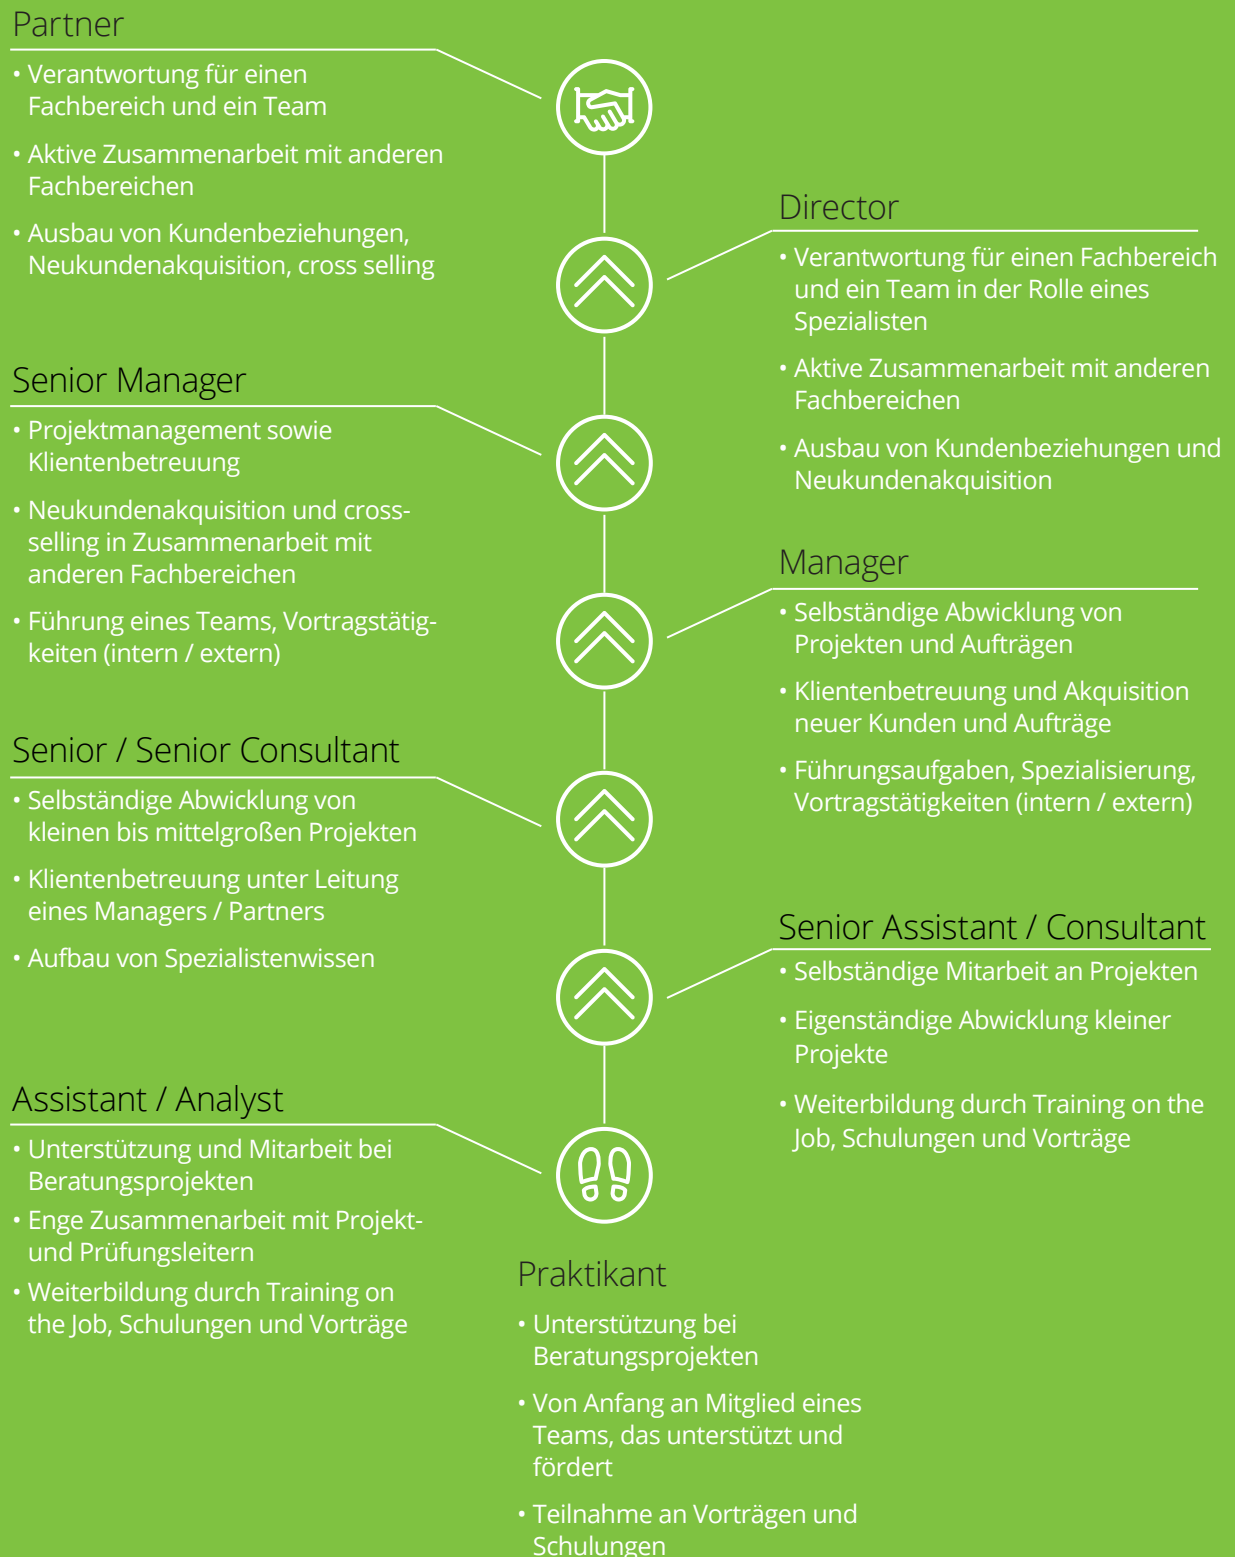 Partner
• Verantwortung für einen
Fachbereich und ein Team
• Aktive Zusammenarbeit mit anderen
Fachbereichen
• Ausbau von Kundenbeziehungen,
Neukundenakquisition, cross selling
Director
• Verantwortung für einen Fachbereich
und ein Team in der Rolle eines
Spezialisten
• Aktive Zusammenarbeit mit anderen
Fachbereichen
• Ausbau von Kundenbeziehungen und
Neukundenakquisition
Senior Manager
• Projektmanagement sowie
Klientenbetreuung
• Neukundenakquisition und cross-
selling in Zusammenarbeit mit
anderen Fachbereichen
• Führung eines Teams, Vortragstätig-
keiten (intern / extern)
Manager
• Selbständige Abwicklung von
Projekten und Aufträgen
• Klientenbetreuung und Akquisition
neuer Kunden und Aufträge
• Führungsaufgaben, Spezialisierung,
Vortragstätigkeiten (intern / extern)
Senior / Senior Consultant
• Selbständige Abwicklung von
kleinen bis mittelgroßen Projekten
• Klientenbetreuung unter Leitung
eines Managers / Partners
• Aufbau von Spezialistenwissen
Senior Assistant / Consultant
• Selbständige Mitarbeit an Projekten
• Eigenständige Abwicklung kleiner
Projekte
• Weiterbildung durch Training on the
Job, Schulungen und Vorträge
Assistant / Analyst
• Unterstützung und Mitarbeit bei
Beratungsprojekten
• Enge Zusammenarbeit mit Projekt-
und Prüfungsleitern
• Weiterbildung durch Training on
the Job, Schulungen und Vorträge
Praktikant
• Unterstützung bei
Beratungsprojekten
• Von Anfang an Mitglied eines
Teams, das unterstützt und
fördert
• Teilnahme an Vorträgen und
Schulungen